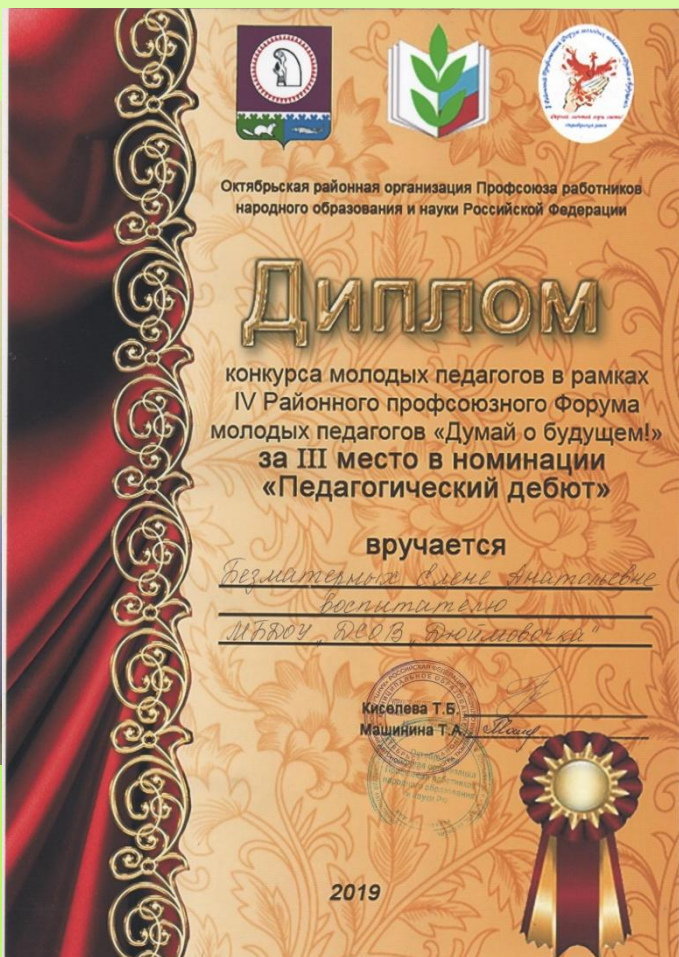 Октябрьская районная организация Профсоюза работников
народного образования и науки Российской Федерации
Диплом
конкурса молодых педагогов в рамках
IV Районного профсоюзного Форума
молодых педагогов «Думай о будущем!»
за III место в номинации
«Педагогический дебют»
вручается
Безматерных Елене Анатольевне
воспитателю
МБДОУ „ДСОВ „Дюймовочка"
Киселева Т.Б.
Машинина Т.А.
2019